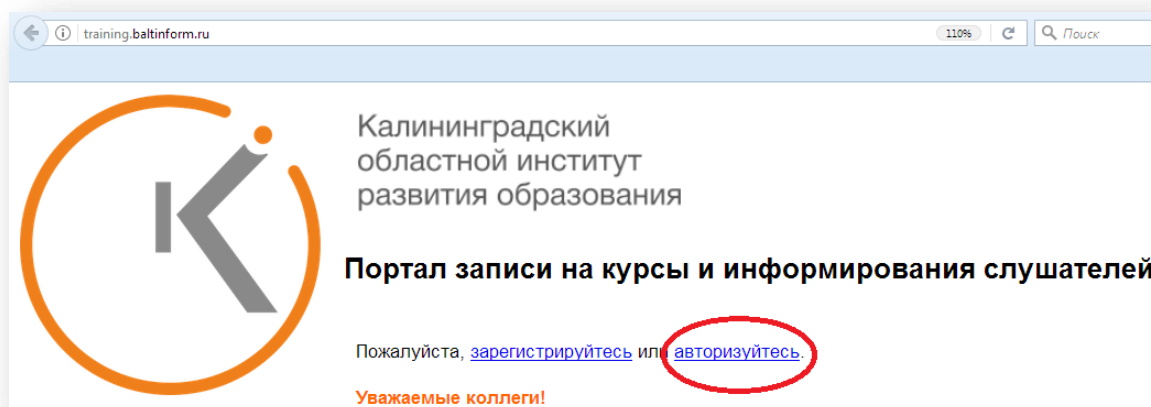 training.baltinform.ru
110%
Поиск
Калининградский
областной институт
развития образования
Портал записи на курсы и информирования слушателей
Пожалуйста, зарегистрируйтесь или авторизуйтесь.
Уважаемые коллеги!